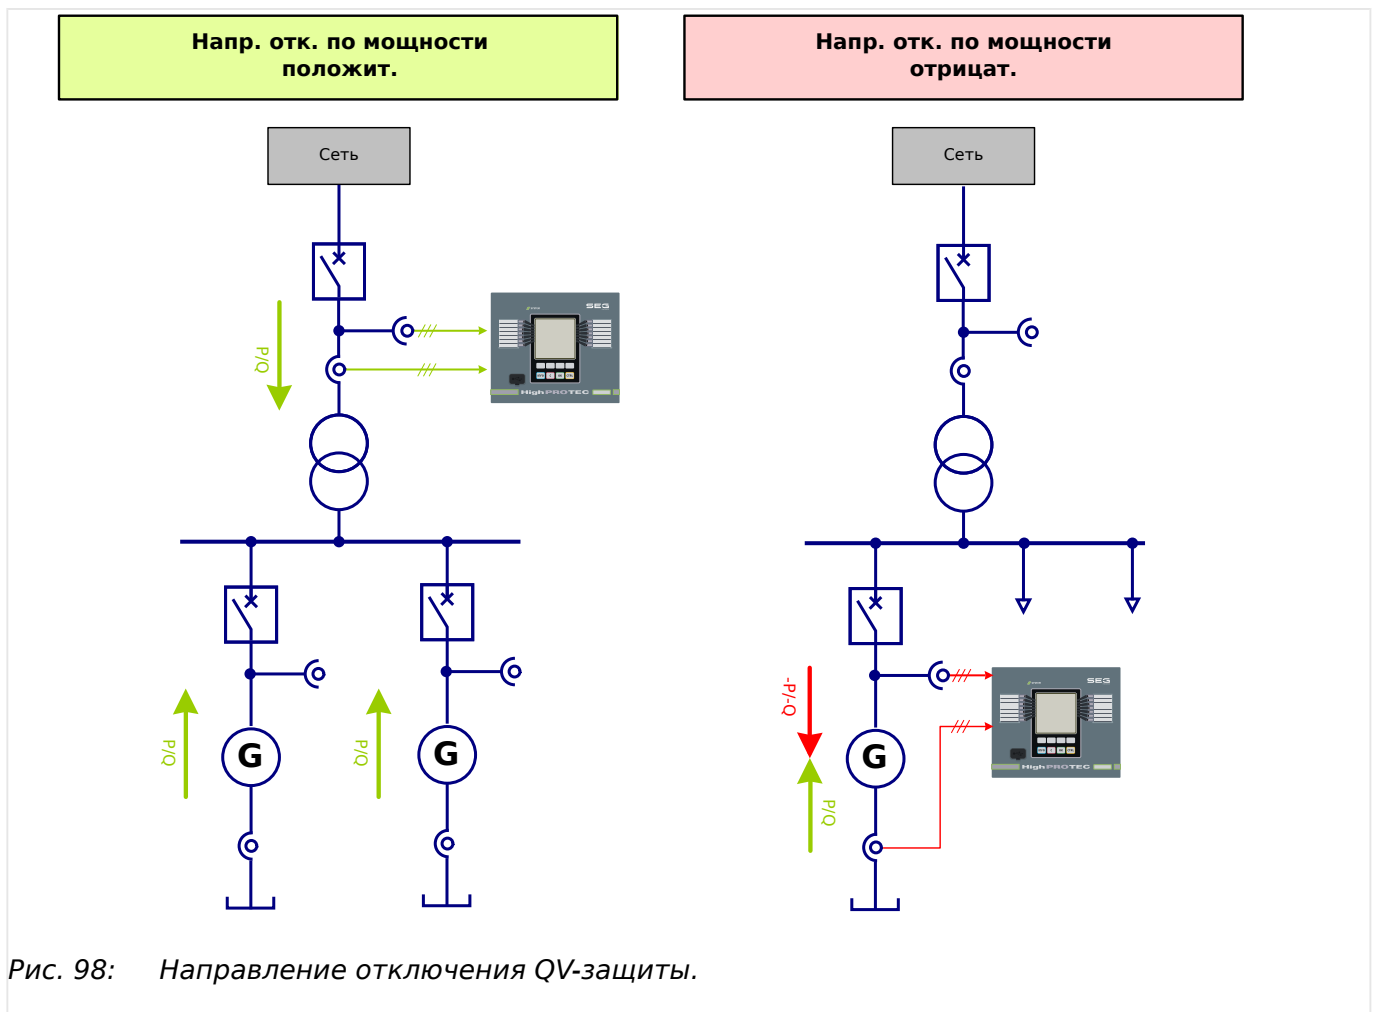 Напр. отк. по мощности
положит.
Напр. отк. по мощности
отрицат.
Сеть
Сеть
P/Q
SEG
HighPROTEC
P/Q
G
P/Q
G
-P/-Q
P/Q
G
SEG
HighPROTEC
Рис. 98: Направление отключения QV-защиты.